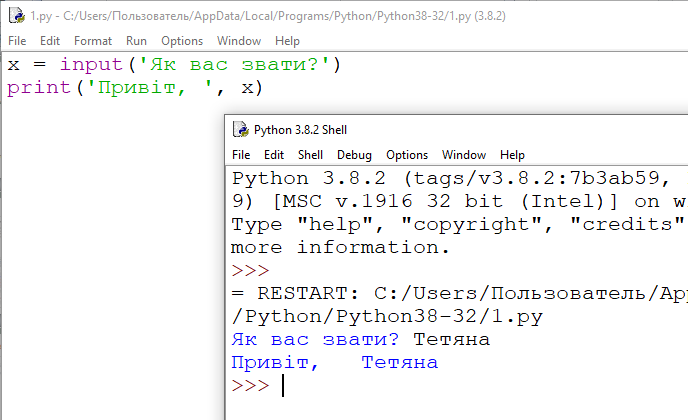 1.py - C:/Users/Пользователь/AppData/Local/Programs/Python/Python38-32/1.py (3.8.2)
File Edit Format Run Options Window Help
x = input('Як вас звати?')
print('Привіт, ', x)
Python 3.8.2 Shell
File Edit Shell Debug Options Window Help
Python 3.8.2 (tags/v3.8.2:7b3ab59,
9) [MSC v.1916 32 bit (Intel)] on w
Type "help", "copyright", "credits"
more information.
>>>
= RESTART: C:/Users/Пользователь/App
/Python/Python38-32/1.py
Як вас звати? Тетяна
Привіт,   Тетяна
>>>